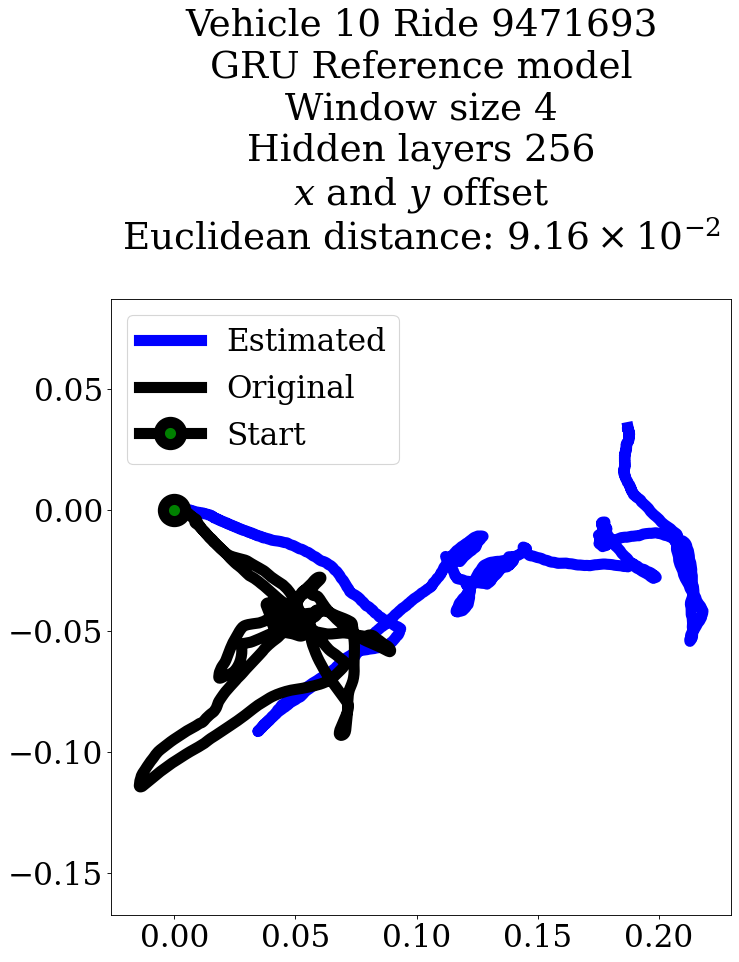 Vehicle 10 Ride 9471693
GRU Reference model
Window size 4
Hidden layers 256
x and y offset
Euclidean distance: 9.16 × 10⁻²
Estimated
Original
Start
0.05
0.00
−0.05
−0.10
−0.15
0.00 0.05 0.10 0.15 0.20